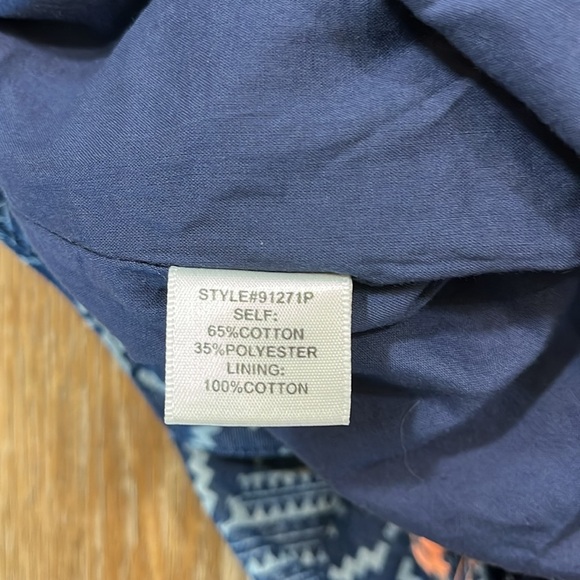 STYLE#91271P
SELF:
65%COTTON
35%POLYESTER
LINING:
100%COTTON